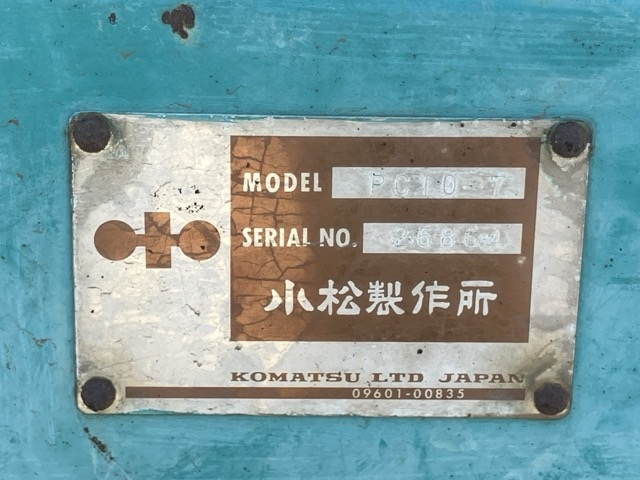 MODEL PC10-7
SERIAL NO.
小松製作所
KOMATSU LTD JAPAN
09601-00835